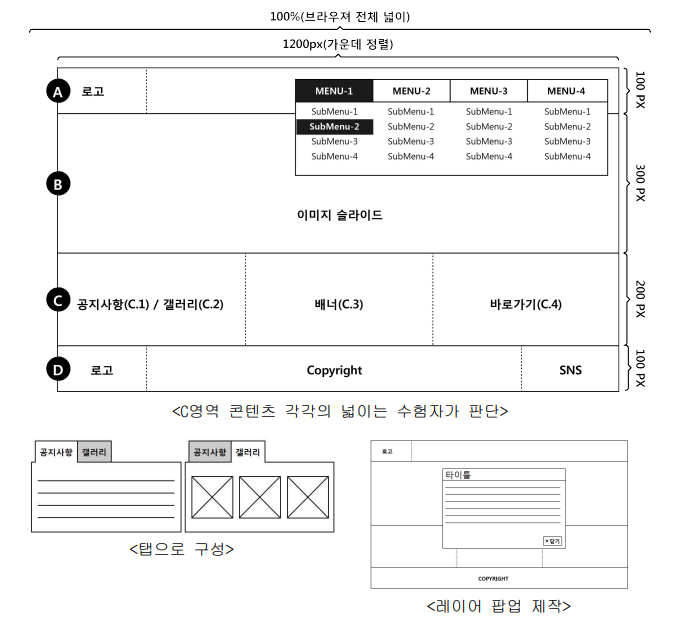 100%(브라우져 전체 넓이)
1200px(가운데 정렬)
A 로고 MENU-1 MENU-2 MENU-3 MENU-4 100 PX
SubMenu-1 SubMenu-1 SubMenu-1 SubMenu-1
SubMenu-2 SubMenu-2 SubMenu-2 SubMenu-2
SubMenu-3 SubMenu-3 SubMenu-3 SubMenu-3
SubMenu-4 SubMenu-4 SubMenu-4 SubMenu-4
B 300 PX
이미지 슬라이드
C 공지사항(C.1) / 갤러리(C.2) 배너(C.3) 바로가기(C.4) 200 PX
D 로고 Copyright SNS 100 PX
<C영역 콘텐츠 각각의 넓이는 수험자가 판단>
공지사항 갤러리 공지사항 갤러리
<탭으로 구성>
로고
타이틀
× 닫기
COPYRIGHT
<레이어 팝업 제작>